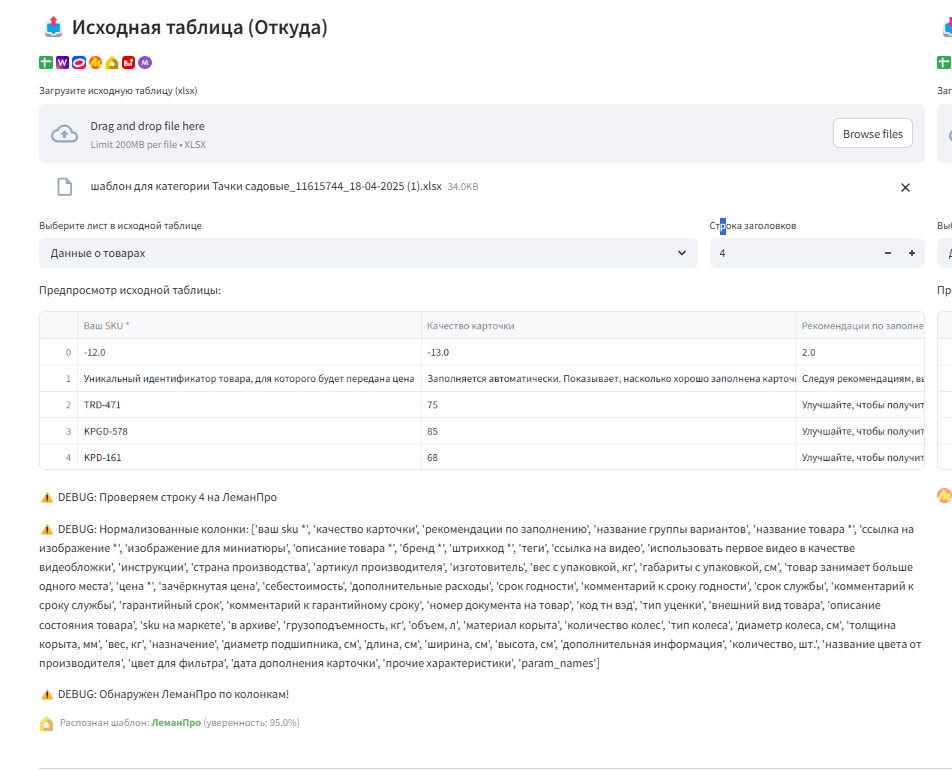 Исходная таблица (Откуда)
Загрузите исходную таблицу (xlsx)
Заг
Drag and drop file here
Limit 200MB per file • XLSX
Browse files
шаблон для категории Тачки садовые_11615744_18-04-2025 (1).xlsx 34.0KB
Выберите лист в исходной таблице
Строка заголовков
Выб
Данные о товарах
4
Предпросмотр исходной таблицы:
Пр
Ваш SKU * Качество карточки Рекомендации по заполне
0 -12.0 -13.0 2.0
1 Уникальный идентификатор товара, для которого будет передана цена Заполняется автоматически. Показывает, насколько хорошо заполнена карточ Следуя рекомендациям, вы
2 TRD-471 75 Улучшайте, чтобы получит
3 KPGD-578 85 Улучшайте, чтобы получит
4 KPD-161 68 Улучшайте, чтобы получит
DEBUG: Проверяем строку 4 на ЛеманПро
DEBUG: Нормализованные колонки: ['ваш sku *', 'качество карточки', 'рекомендации по заполнению', 'название группы вариантов', 'название товара *', 'ссылка на
изображение *', 'изображение для миниатюры', 'описание товара *', 'бренд *', 'штрихкод *', 'теги', 'ссылка на видео', 'использовать первое видео в качестве
видеобложки', 'инструкции', 'страна производства', 'артикул производителя', 'изготовитель', 'вес с упаковкой, кг', 'габариты с упаковкой, см', 'товар занимает больше
одного места', 'цена *', 'зачёркнутая цена', 'себестоимость', 'дополнительные расходы', 'срок годности', 'комментарий к сроку годности', 'срок службы', 'комментарий к
сроку службы', 'гарантийный срок', 'комментарий к гарантийному сроку', 'номер документа на товар', 'код тн вэд', 'тип уценки', 'внешний вид товара', 'описание
состояния товара', 'sku на маркете', 'в архиве', 'грузоподъемность, кг', 'объем, л', 'материал корыта', 'количество колес', 'тип колеса', 'диаметр колеса, см', 'толщина
корыта, мм', 'вес, кг', 'назначение', 'диаметр подшипника, см', 'длина, см', 'ширина, см', 'высота, см', 'дополнительная информация', 'количество, шт.', 'название цвета от
производителя', 'цвет для фильтра', 'дата дополнения карточки', 'прочие характеристики', 'param_names']
DEBUG: Обнаружен ЛеманПро по колонкам!
Распознан шаблон: ЛеманПро (уверенность: 95.0%)